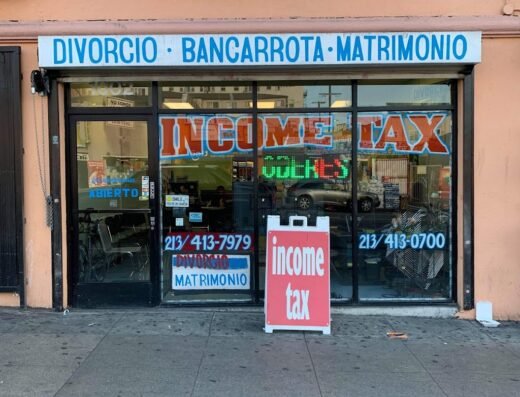 DIVORCIO · BANCARROTA · MATRIMONIO
INCOME TAX
ABIERTO
213/413-7979
213/413-0700
DIVORCIO
MATRIMONIO
income
tax